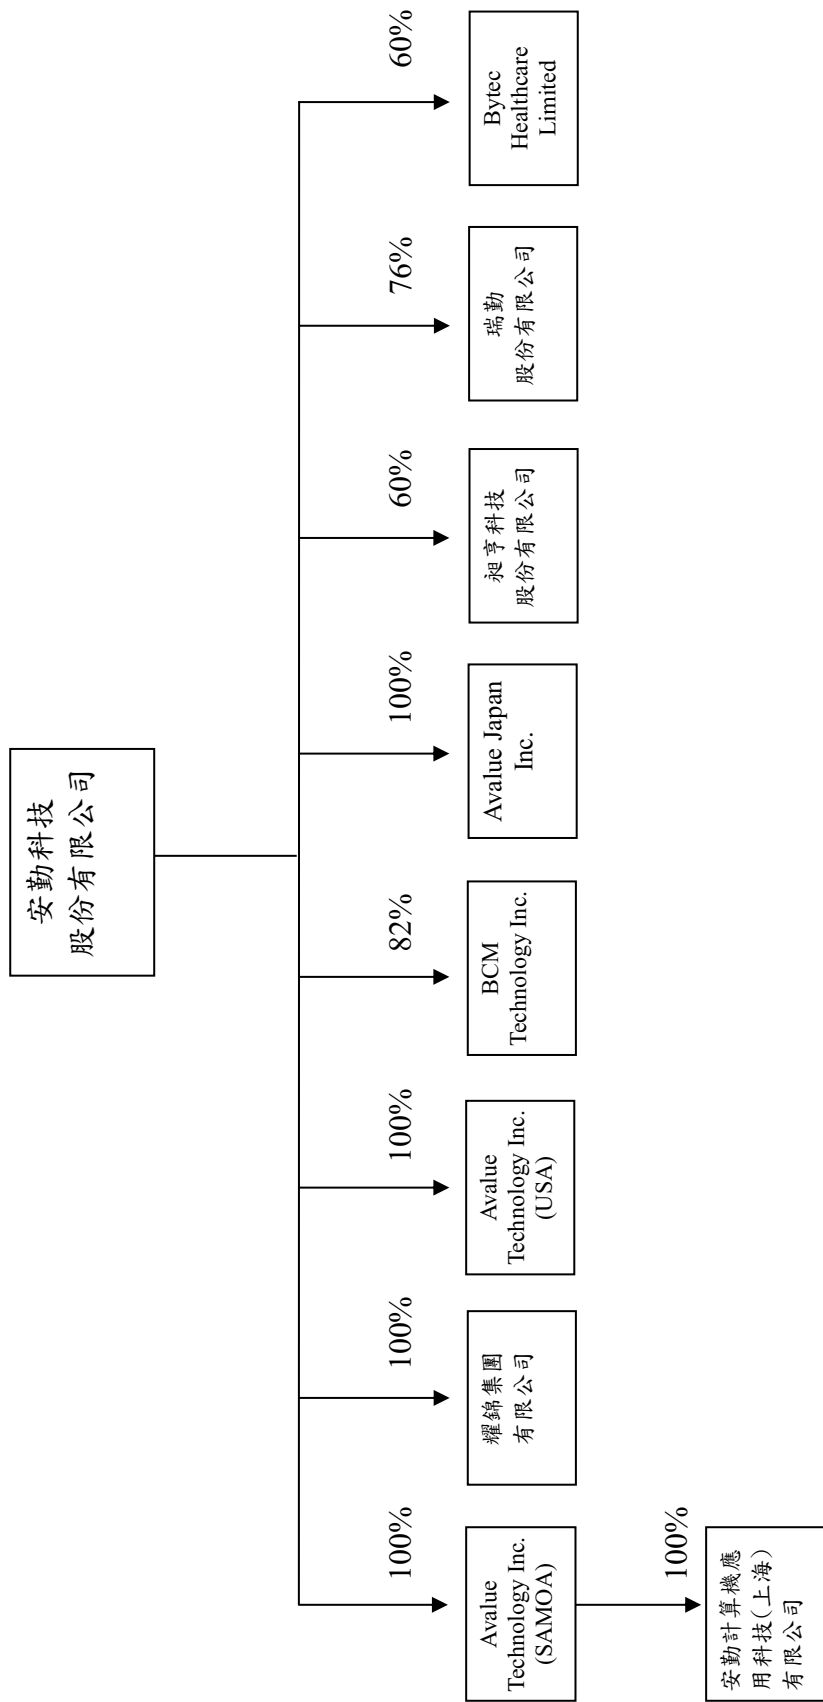 安勤科技
股份有限公司
100%
100%
100%
82%
100%
60%
76%
60%
Avalue
Technology Inc.
(SAMOA)
耀錦集團
有限公司
Avalue
Technology Inc.
(USA)
BCM
Technology Inc.
Avalue Japan
Inc.
昶亨科技
股份有限公司
瑞勤
股份有限公司
Bytec
Healthcare
Limited
100%
安勤計算機應
用科技(上海)
有限公司